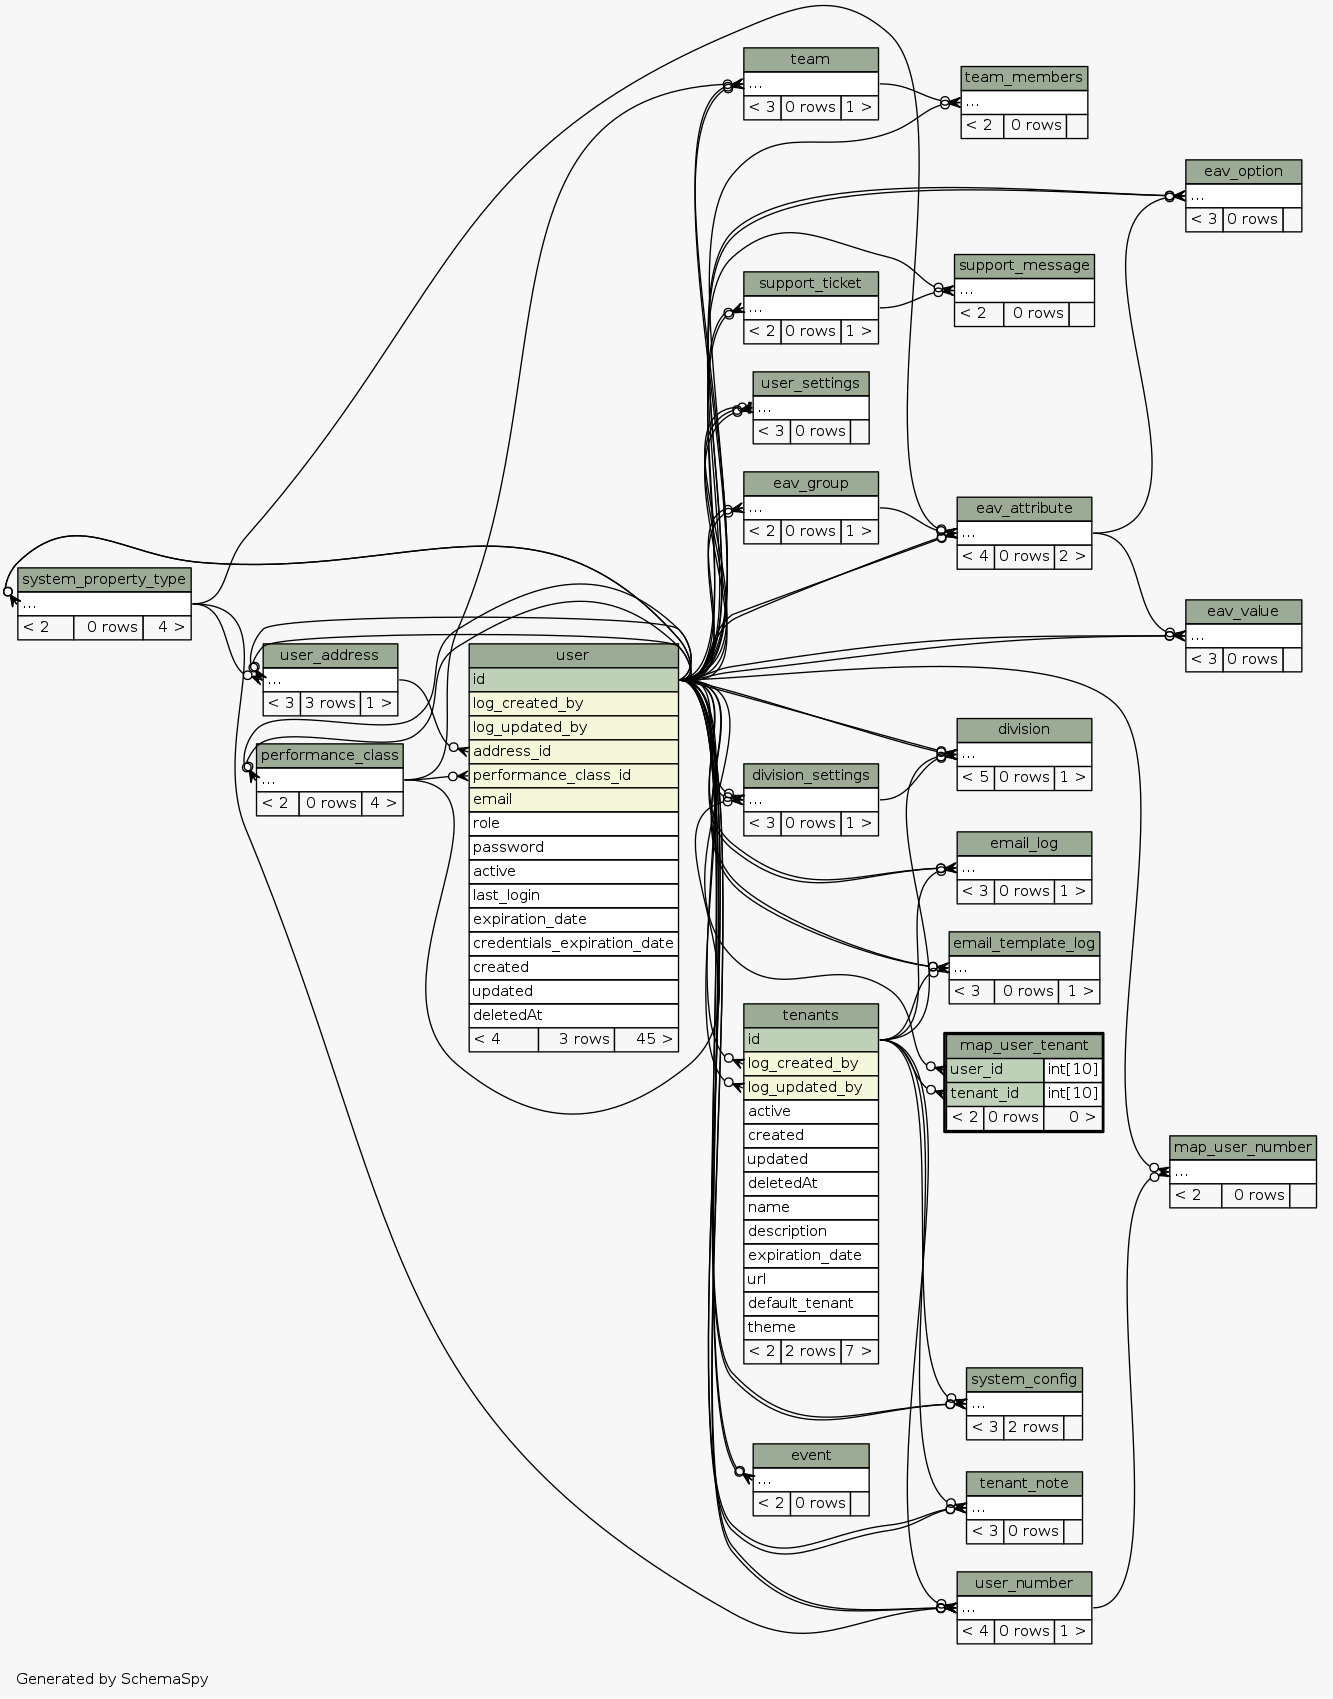 team
...
< 3 0 rows 1 >
team_members
...
< 2 0 rows
eav_option
...
< 3 0 rows
support_message
...
< 2 0 rows
support_ticket
...
< 2 0 rows 1 >
user_settings
...
< 3 0 rows
eav_group
...
< 2 0 rows 1 >
eav_attribute
...
< 4 0 rows 2 >
system_property_type
...
< 2 0 rows 4 >
eav_value
...
< 3 0 rows
user_address
...
< 3 3 rows 1 >
performance_class
...
< 2 0 rows 4 >
user
id
log_created_by
log_updated_by
address_id
performance_class_id
email
role
password
active
last_login
expiration_date
credentials_expiration_date
created
updated
deletedAt
< 4 3 rows 45 >
division
...
< 5 0 rows 1 >
division_settings
...
< 3 0 rows 1 >
email_log
...
< 3 0 rows 1 >
email_template_log
...
< 3 0 rows 1 >
tenants
id
log_created_by
log_updated_by
active
created
updated
deletedAt
name
description
expiration_date
url
default_tenant
theme
< 2 2 rows 7 >
map_user_tenant
user_id int[10]
tenant_id int[10]
< 2 0 rows 0 >
map_user_number
...
< 2 0 rows
system_config
...
< 3 2 rows
event
...
< 2 0 rows
tenant_note
...
< 3 0 rows
user_number
...
< 4 0 rows 1 >
Generated by SchemaSpy